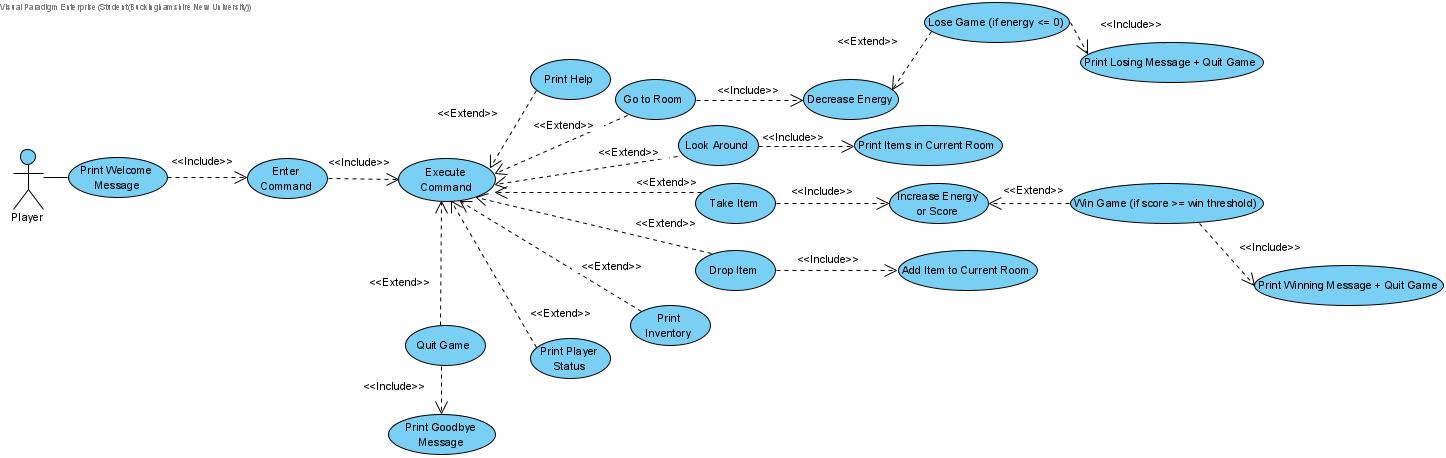 Visual Paradigm Enterprise (Student(Buckinghamshire New University))
Lose Game (if energy <= 0)
<<Include>>
<<Extend>>
Print Losing Message + Quit Game
Print Help
Go to Room
<<Include>>
Decrease Energy
<<Extend>>
<<Extend>>
Look Around
<<Include>>
Print Items in Current Room
<<Extend>>
Player
Print Welcome
Message
<<Include>>
Enter
Command
<<Include>>
Execute
Command
<<Extend>>
Take Item
<<Include>>
Increase Energy
or Score
<<Extend>>
Win Game (if score >= win threshold)
<<Extend>>
<<Include>>
Drop Item
<<Include>>
Add Item to Current Room
<<Extend>>
Print Winning Message + Quit Game
<<Extend>>
<<Extend>>
Print
Inventory
Quit Game
Print Player
Status
<<Include>>
Print Goodbye
Message